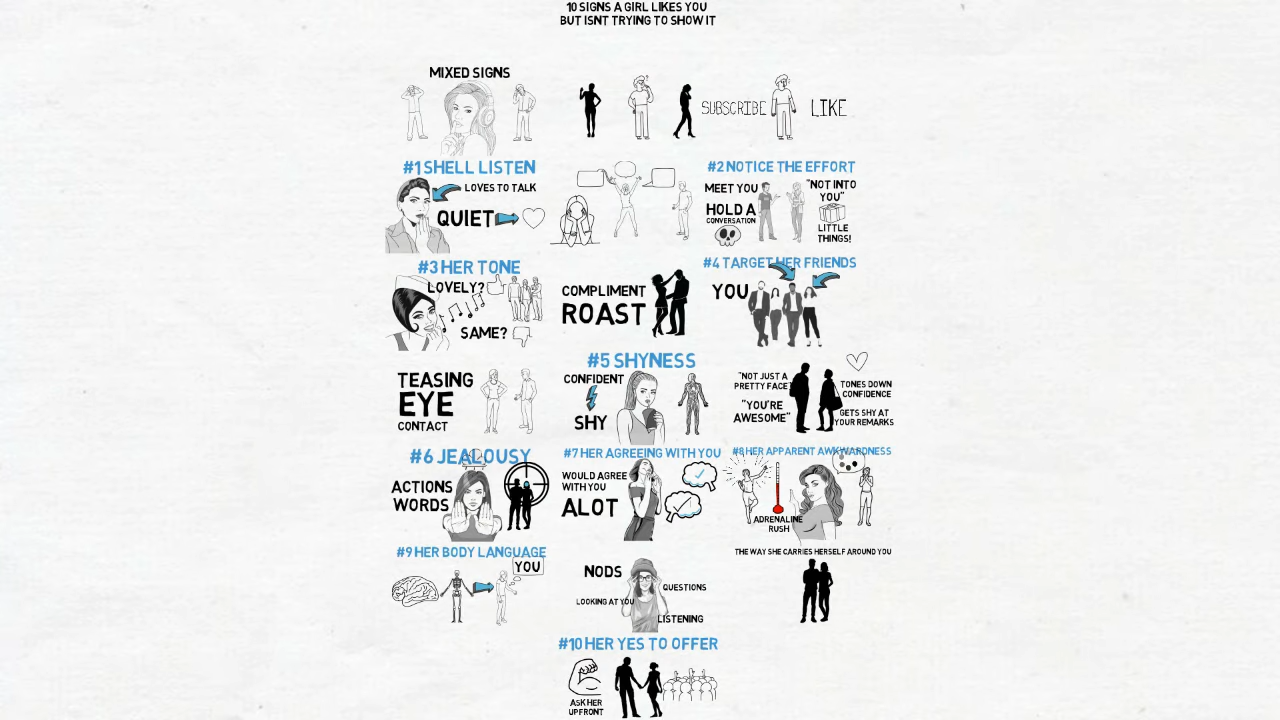 10 SIGNS A GIRL LIKES YOU
BUT ISNT TRYING TO SHOW IT
MIXED SIGNS
SUBSCRIBE
LIKE
#1 SHELL LISTEN
LOVES TO TALK
QUIET
#2 NOTICE THE EFFORT
MEET YOU
HOLD A
CONVERSATION
"NOT INTO
YOU"
LITTLE
THINGS!
#3 HER TONE
LOVELY?
SAME?
COMPLIMENT
ROAST
#4 TARGET HER FRIENDS
YOU
TEASING
EYE
CONTACT
#5 SHYNESS
CONFIDENT
SHY
"NOT JUST A
PRETTY FACE"
"YOU'RE
AWESOME"
TONES DOWN
CONFIDENCE
GETS SHY AT
YOUR REMARKS
#6 JEALOUSY
ACTIONS
WORDS
#7 HER AGREEING WITH YOU
WOULD AGREE
WITH YOU
ALOT
#8 HER APPARENT AWKWARDNESS
ADRENALINE
RUSH
#9 HER BODY LANGUAGE
YOU
NODS
QUESTIONS
LOOKING AT YOU
LISTENING
THE WAY SHE CARRIES HERSELF AROUND YOU
#10 HER YES TO OFFER
ASK HER
UPFRONT